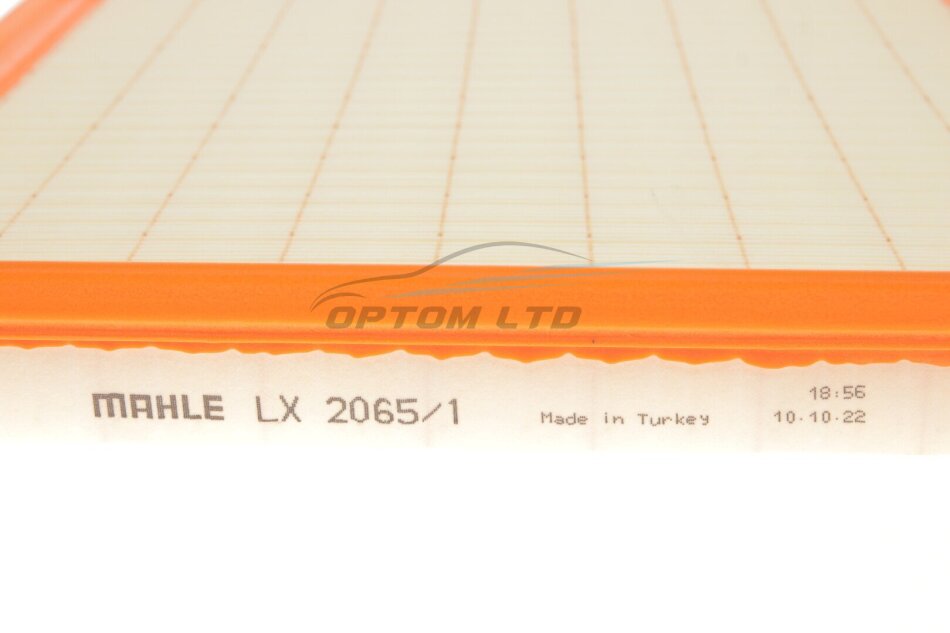 OPTOM LTD
MAHLE LX 2065/1
Made in Turkey
18:56
10.10.22